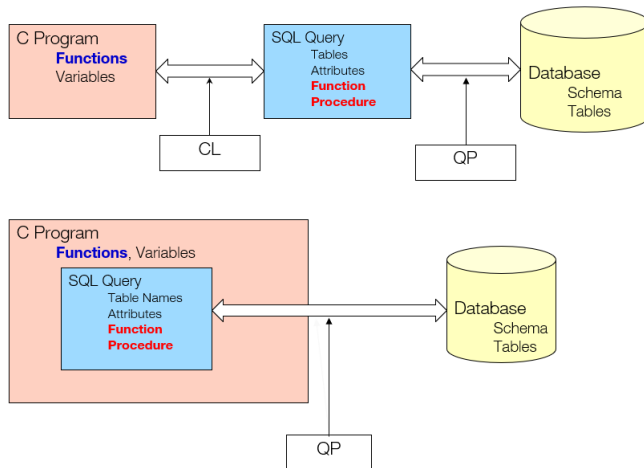 C Program
Functions
Variables
SQL Query
Tables
Attributes
Function
Procedure
Database
Schema
Tables
CL
QP
C Program
Functions, Variables
SQL Query
Table Names
Attributes
Function
Procedure
Database
Schema
Tables
QP